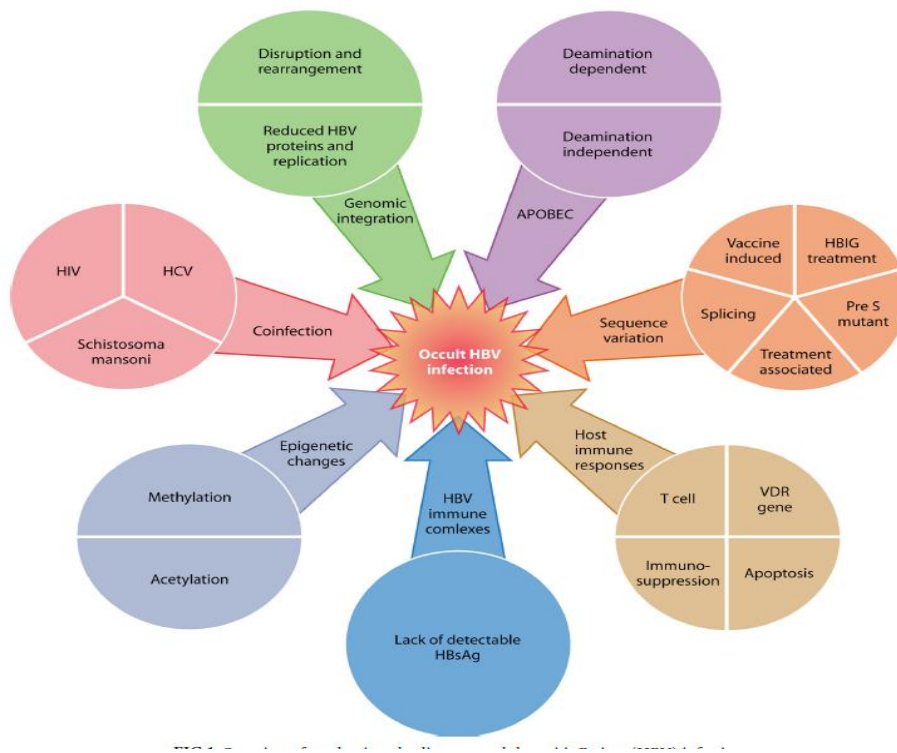 Disruption and
rearrangement
Reduced HBV
proteins and
replication
Genomic
integration
Deamination
dependent
Deamination
independent
APOBEC
HIV
HCV
Schistosoma
mansoni
Coinfection
Occult HBV
infection
Sequence
variation
Vaccine
induced
HBIG
treatment
Splicing
Pre S
mutant
Treatment
associated
Epigenetic
changes
Methylation
Acetylation
HBV
immune
comlexes
Lack of detectable
HBsAg
Host
immune
responses
T cell
VDR
gene
Immuno-
suppression
Apoptosis